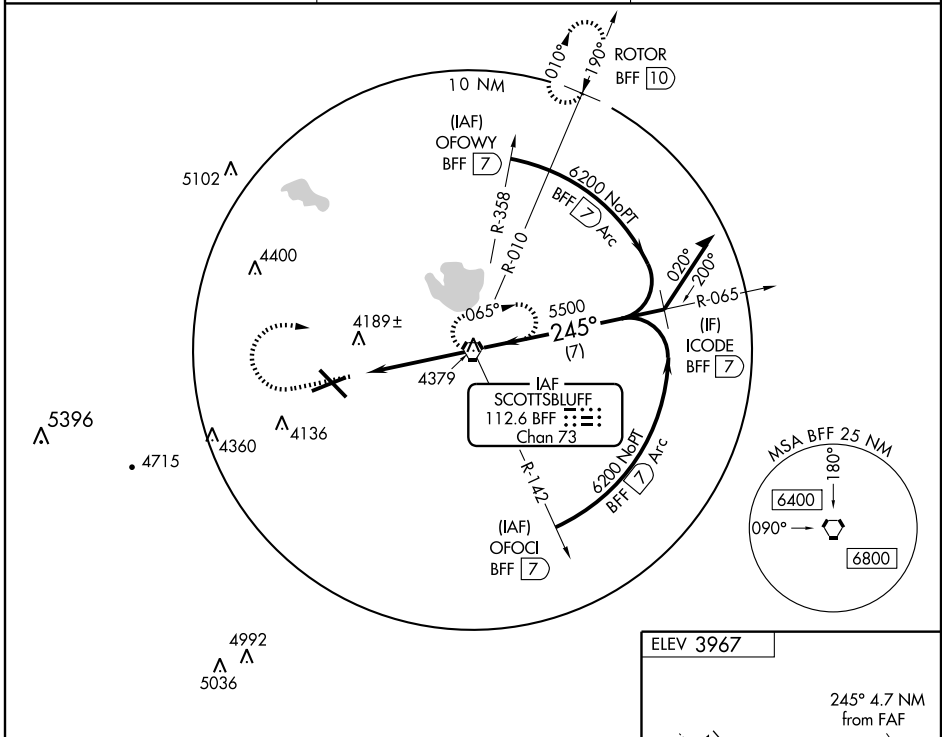 010°
190°
ROTOR
BFF 10
10 NM
(IAF)
OFOWY
BFF 7
5102
6200 NoPT
BFF 7 Arc
R-358
R-010
4400
020°
200°
R-065
4189±
065°
5500
245°
(7)
(IF)
ICODE
BFF 7
4379
IAF
SCOTTSBLUFF
112.6 BFF
Chan 73
5396
4360
4136
4715
6200 NoPT
BFF 7 Arc
R-142
MSA BFF 25 NM
180°
6400
090°
6800
(IAF)
OFOCI
BFF 7
4992
5036
ELEV 3967
245° 4.7 NM
from FAF